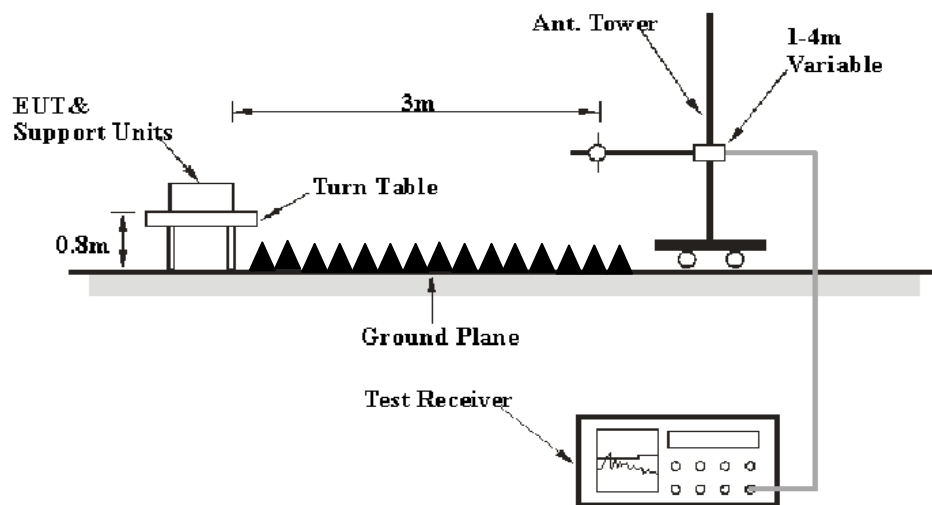 Ant. Tower
1-4m
Variable
3m
EUT&
Support Units
Turn Table
0.8m
Ground Plane
Test Receiver